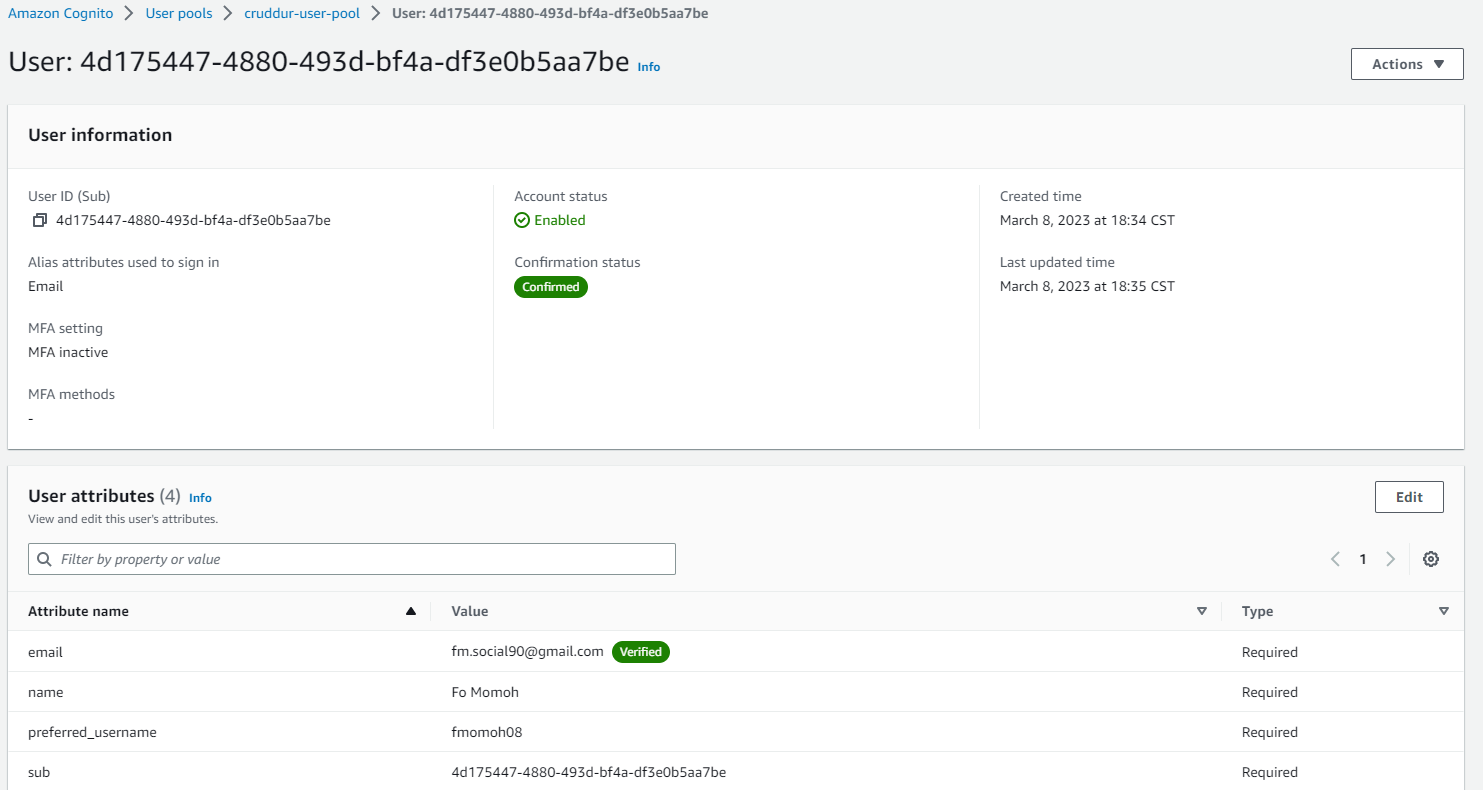 Amazon Cognito > User pools > cruddur-user-pool > User: 4d175447-4880-493d-bf4a-df3e0b5aa7be
User: 4d175447-4880-493d-bf4a-df3e0b5aa7be Info
Actions
User information
User ID (Sub)
4d175447-4880-493d-bf4a-df3e0b5aa7be
Alias attributes used to sign in
Email
MFA setting
MFA inactive
MFA methods
-
Account status
Enabled
Confirmation status
Confirmed
Created time
March 8, 2023 at 18:34 CST
Last updated time
March 8, 2023 at 18:35 CST
User attributes (4) Info
Edit
View and edit this user's attributes.
Filter by property or value
1
Attribute name Value Type
email fm.social90@gmail.com Verified Required
name Fo Momoh Required
preferred_username fmomoh08 Required
sub 4d175447-4880-493d-bf4a-df3e0b5aa7be Required